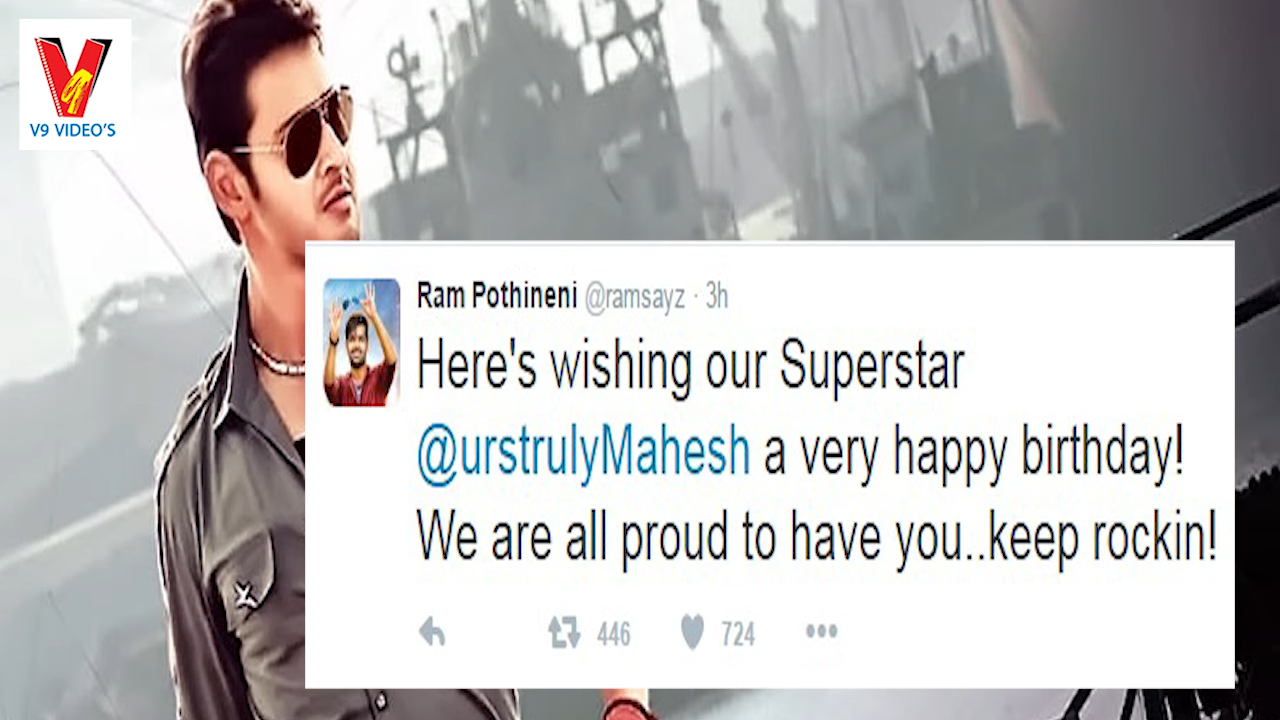 V9 VIDEO'S
Ram Pothineni @ramsayz · 3h
Here's wishing our Superstar
@urstrulyMahesh a very happy birthday!
We are all proud to have you..keep rockin!
446 724